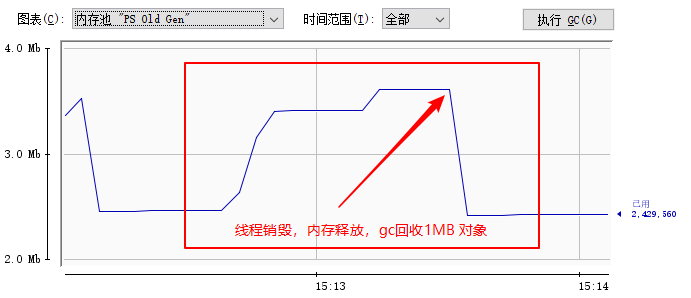 图表(C): 内存池 "PS Old Gen" 时间范围(T): 全部 执行 GC(G)
4.0 Mb
3.0 Mb
2.0 Mb
线程销毁，内存释放，gc回收1MB 对象
已用
2,429,560
15:13 15:14